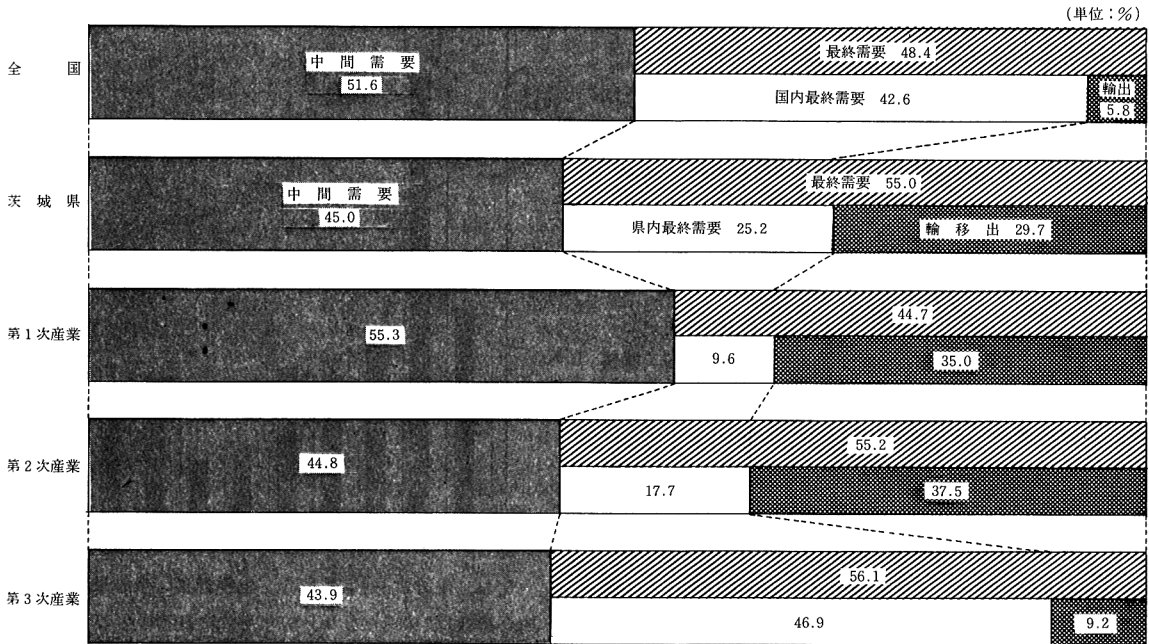 (単位：%)
全国
中間需要
51.6
最終需要 48.4
国内最終需要 42.6
輸出
5.8
茨城県
中間需要
45.0
最終需要 55.0
県内最終需要 25.2
輸移出 29.7
第1次産業
55.3
44.7
9.6
35.0
第2次産業
44.8
55.2
17.7
37.5
第3次産業
43.9
56.1
46.9
9.2